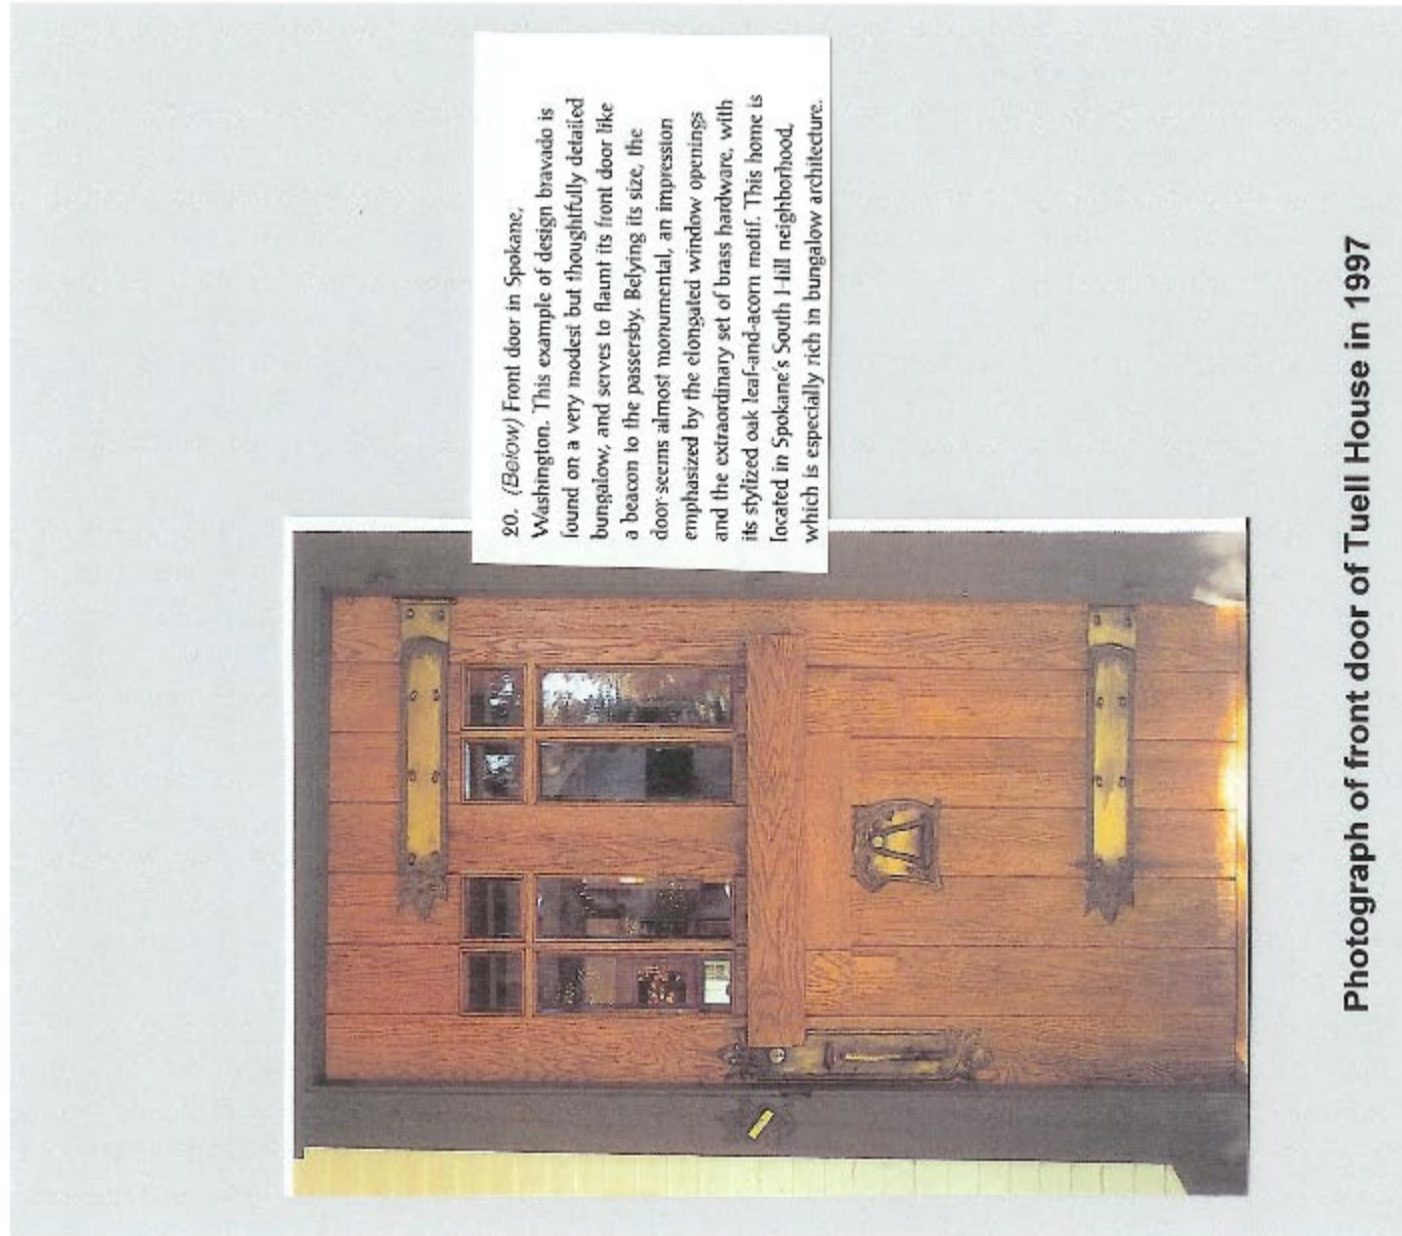 20. (Below) Front door in Spokane,
Washington. This example of design bravado is
found on a very modest but thoughtfully detailed
bungalow, and serves to flaunt its front door like
a beacon to the passersby. Belying its size, the
door seems almost monumental, an impression
emphasized by the elongated window openings
and the extraordinary set of brass hardware, with
its stylized oak leaf-and-acorn motif. This home is
located in Spokane's South Hill neighborhood,
which is especially rich in bungalow architecture.
Photograph of front door of Tuell House in 1997